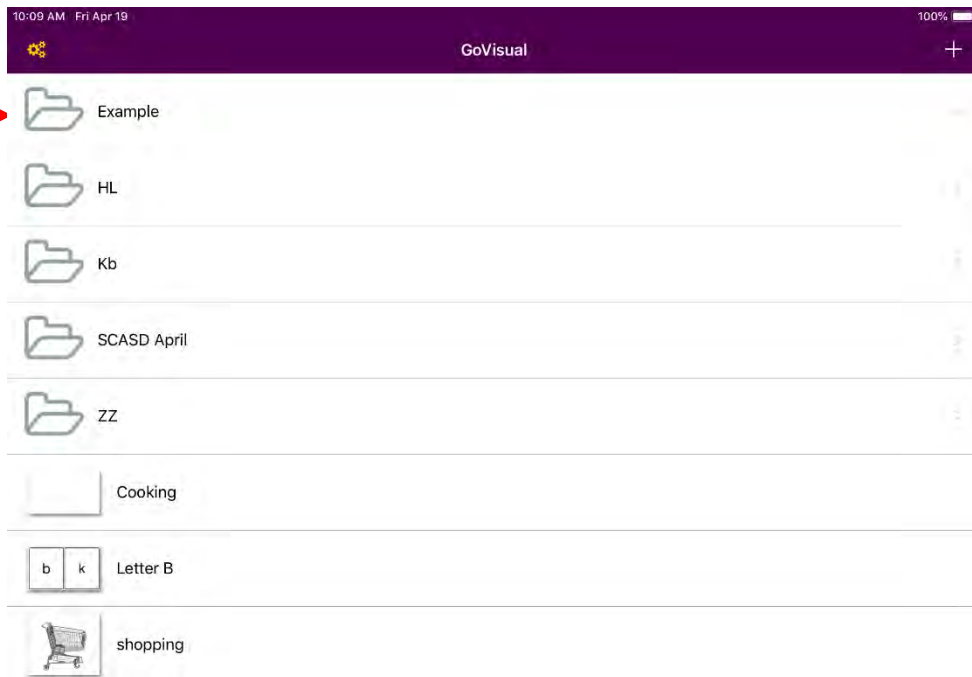 10:09 AM Fri Apr 19 100%
GoVisual
Example
HL
Kb
SCASD April
ZZ
Cooking
b k Letter B
shopping